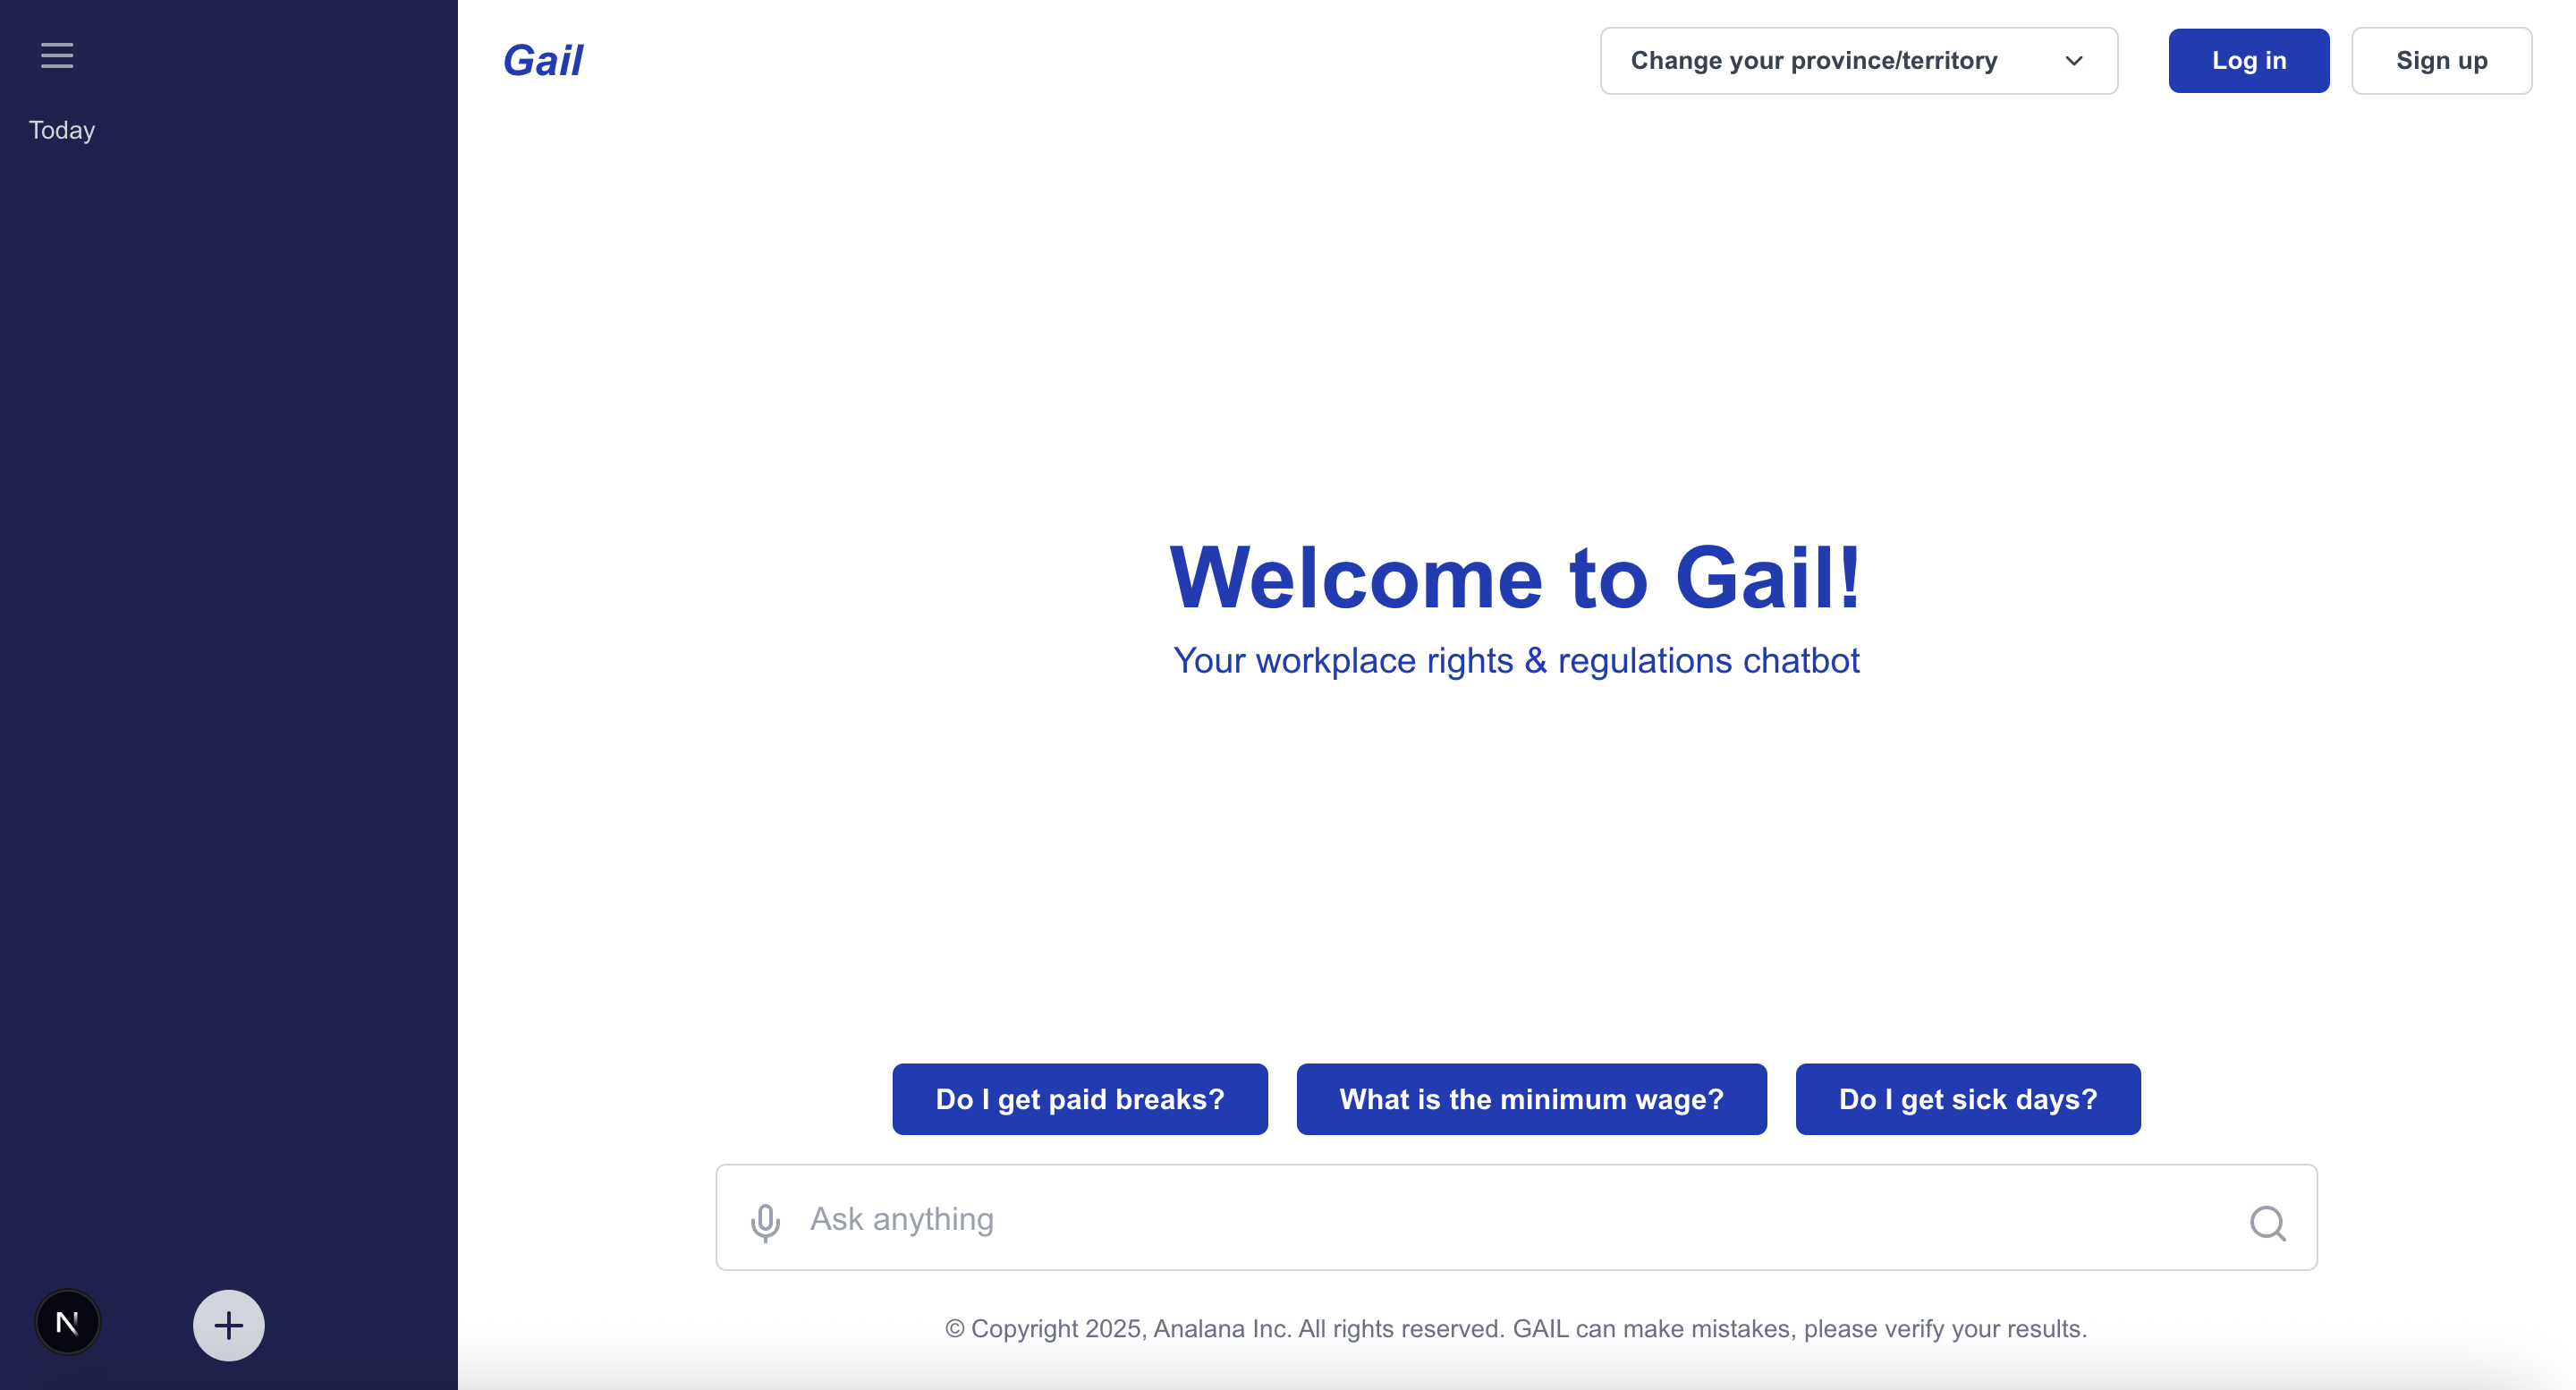 Gail
Change your province/territory
Log in
Sign up
Today
Welcome to Gail!
Your workplace rights & regulations chatbot
Do I get paid breaks?
What is the minimum wage?
Do I get sick days?
Ask anything
N
© Copyright 2025, Analana Inc. All rights reserved. GAIL can make mistakes, please verify your results.